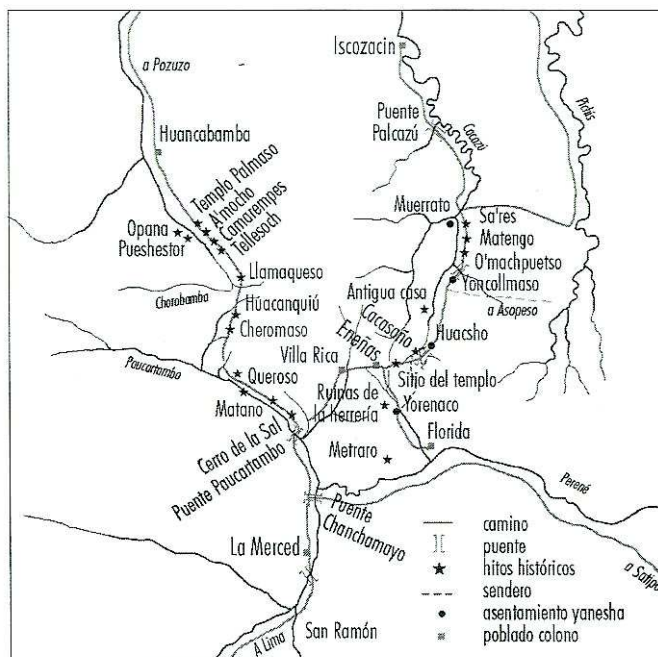 a Pozuzo
Iscozacin
Pichis
Puente
Palcazú
Cacazú
Huancabamba
Templo Palmaso
A'mocho
Camarempes
Tellesoch
Opana
Pueshestor
Muerrato
Sa'res
Matengo
O'machpuetso
Yoncollmaso
Llamaqueso
Chorobamba
Antigua casa
a Asopeso
Huacanquiú
Cheromaso
Cacasaño
Huacsho
Eneñas
Villa Rica
Sitio del templo
Paucartambo
Queroso
Ruinas de
la herrería
Yorenaco
Matano
Florida
Cerro de la Sal
Puente Paucartambo
Metraro
Perené
Puente
Chanchamayo
camino
puente
La Merced
hitos históricos
a Satipo
sendero
asentamiento yanesha
A Lima
San Ramón
poblado colono